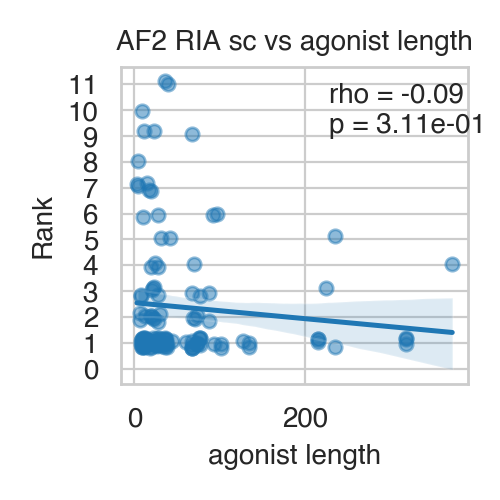 AF2 RIA sc vs agonist length
rho = -0.09
p = 3.11e-01
Rank
11
10
9
8
7
6
5
4
3
2
1
0
0 200
agonist length